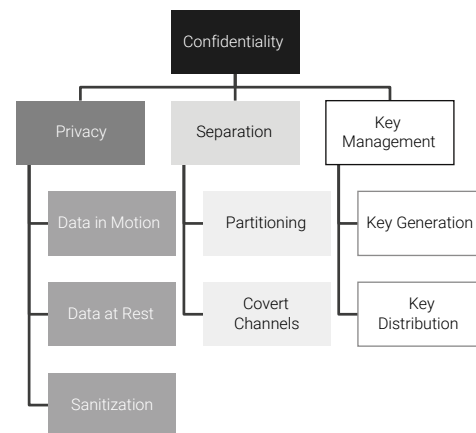 Confidentiality
Privacy
Separation
Key
Management
Data in Motion
Partitioning
Key Generation
Data at Rest
Covert
Channels
Key
Distribution
Sanitization